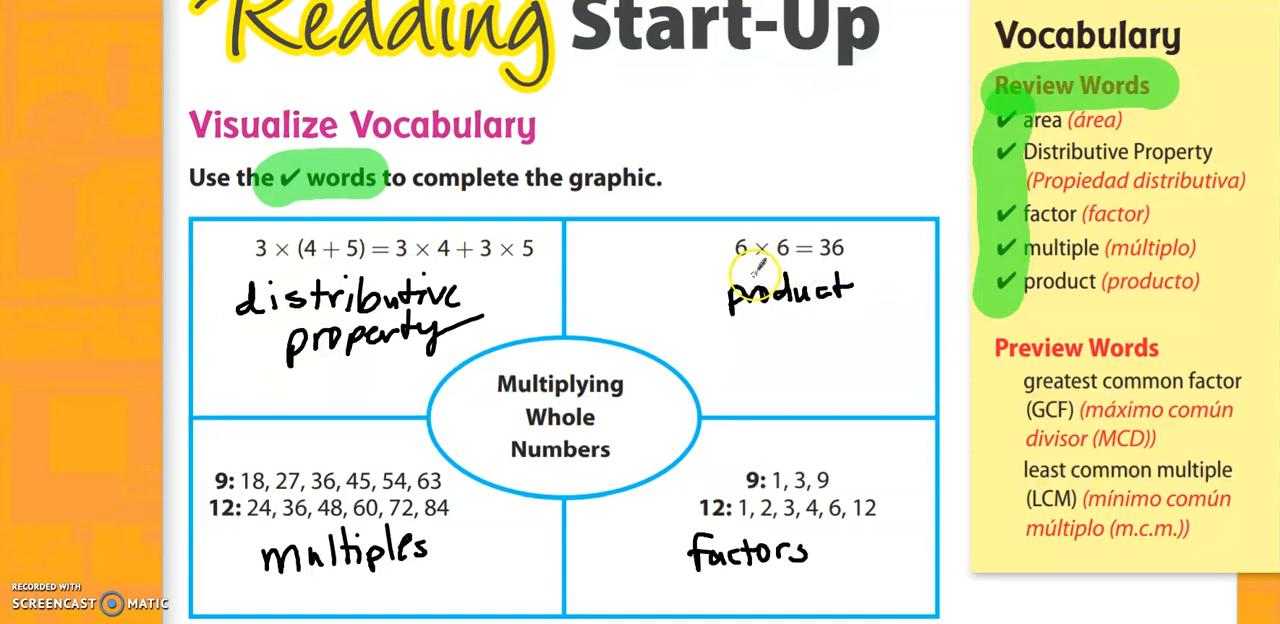 Reading Start-Up
Visualize Vocabulary
Use the ✔ words to complete the graphic.
3 × (4 + 5) = 3 × 4 + 3 × 5
distributive
property
6 × 6 = 36
product
Multiplying
Whole
Numbers
9: 18, 27, 36, 45, 54, 63
12: 24, 36, 48, 60, 72, 84
multiples
9: 1, 3, 9
12: 1, 2, 3, 4, 6, 12
factors
Vocabulary
Review Words
✔ area (área)
✔ Distributive Property
(Propiedad distributiva)
✔ factor (factor)
✔ multiple (múltiplo)
✔ product (producto)
Preview Words
greatest common factor
(GCF) (máximo común
divisor (MCD))
least common multiple
(LCM) (mínimo común
múltiplo (m.c.m.))
RECORDED WITH
SCREENCAST MATIC